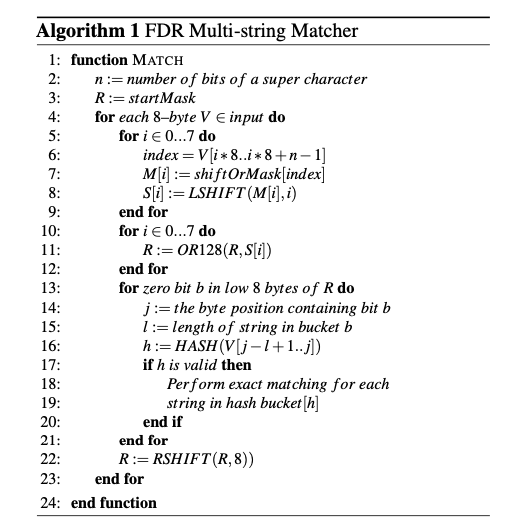 Algorithm 1 FDR Multi-string Matcher
1: function MATCH
2: n := number of bits of a super character
3: R := startMask
4: for each 8–byte V ∈ input do
5: for i ∈ 0...7 do
6: index = V[i*8..i*8+n−1]
7: M[i] := shiftOrMask[index]
8: S[i] := LSHIFT(M[i],i)
9: end for
10: for i ∈ 0...7 do
11: R := OR128(R,S[i])
12: end for
13: for zero bit b in low 8 bytes of R do
14: j := the byte position containing bit b
15: l := length of string in bucket b
16: h := HASH(V[j−l+1..j])
17: if h is valid then
18: Perform exact matching for each
19: string in hash bucket[h]
20: end if
21: end for
22: R := RSHIFT(R,8))
23: end for
24: end function